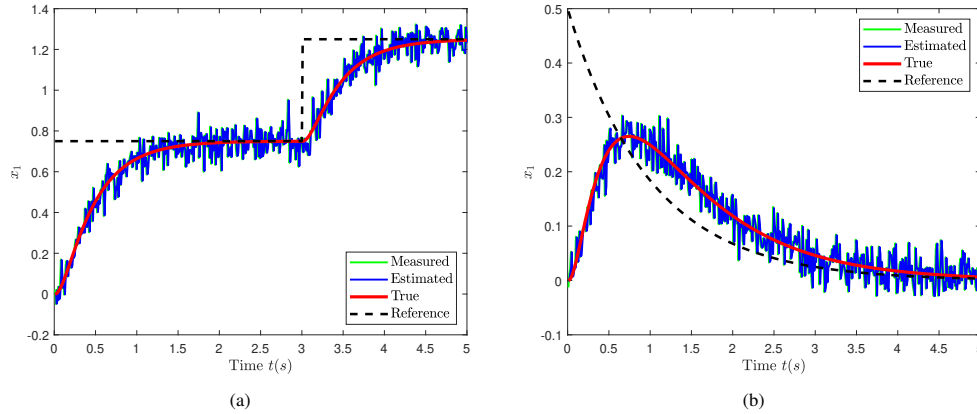 1.4
1.2
1
0.8
0.6
0.4
0.2
0
-0.2
x₁
Measured
Estimated
True
Reference
0 0.5 1 1.5 2 2.5 3 3.5 4 4.5 5
Time t(s)
(a)
0.5
0.4
0.3
0.2
0.1
0
-0.1
x₁
Measured
Estimated
True
Reference
0 0.5 1 1.5 2 2.5 3 3.5 4 4.5
Time t(s)
(b)